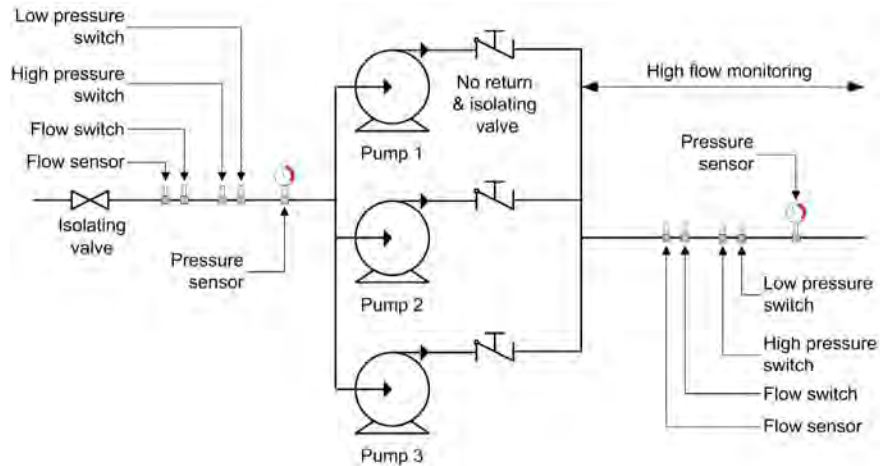 Low pressure
switch
High pressure
switch
Flow switch
Flow sensor
Isolating
valve
Pressure
sensor
Pump 1
No return
& isolating
valve
Pump 2
Pump 3
High flow monitoring
Pressure
sensor
Low pressure
switch
High pressure
switch
Flow switch
Flow sensor